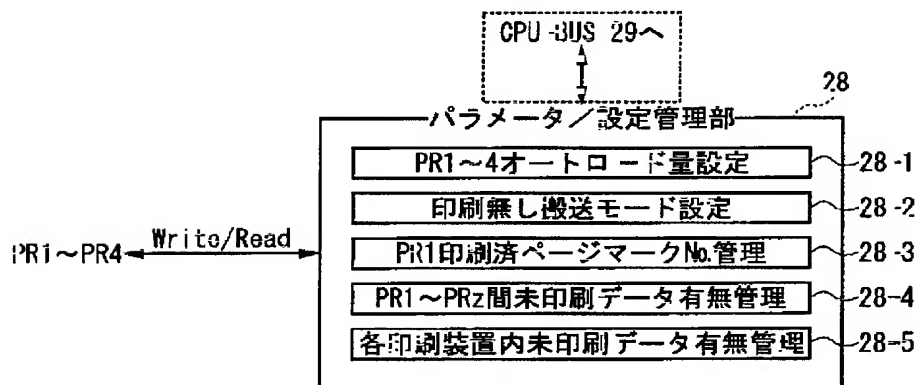 CPU-BUS 29へ
28
パラメータ/設定管理部
PR1~4オートロード量設定 28-1
印刷無し搬送モード設定 28-2
PR1~PR4 Write/Read
PR1印刷済ページマークNo.管理 28-3
PR1~PRz間未印刷データ有無管理 28-4
各印刷装置内未印刷データ有無管理 28-5